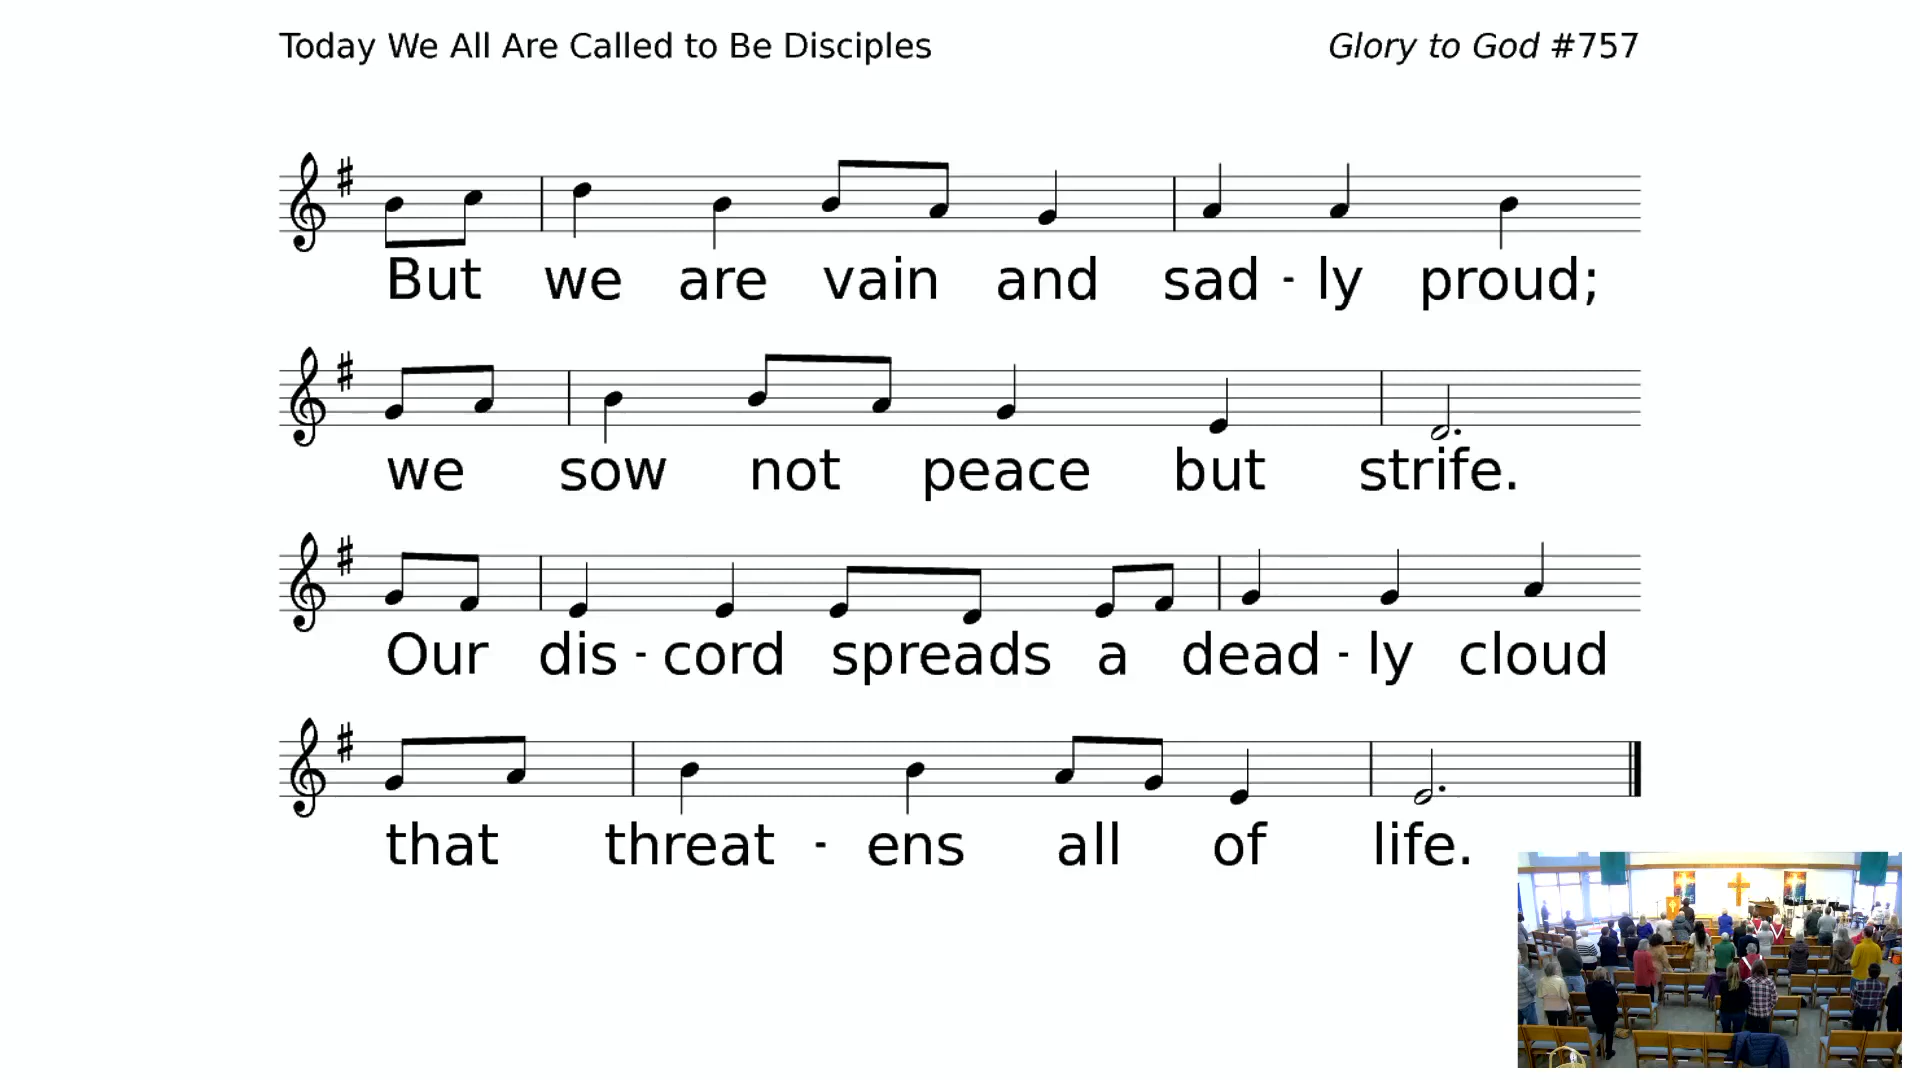 Today We All Are Called to Be Disciples
Glory to God #757
But we are vain and sad - ly proud;
we sow not peace but strife.
Our dis - cord spreads a dead - ly cloud
that threat - ens all of life.